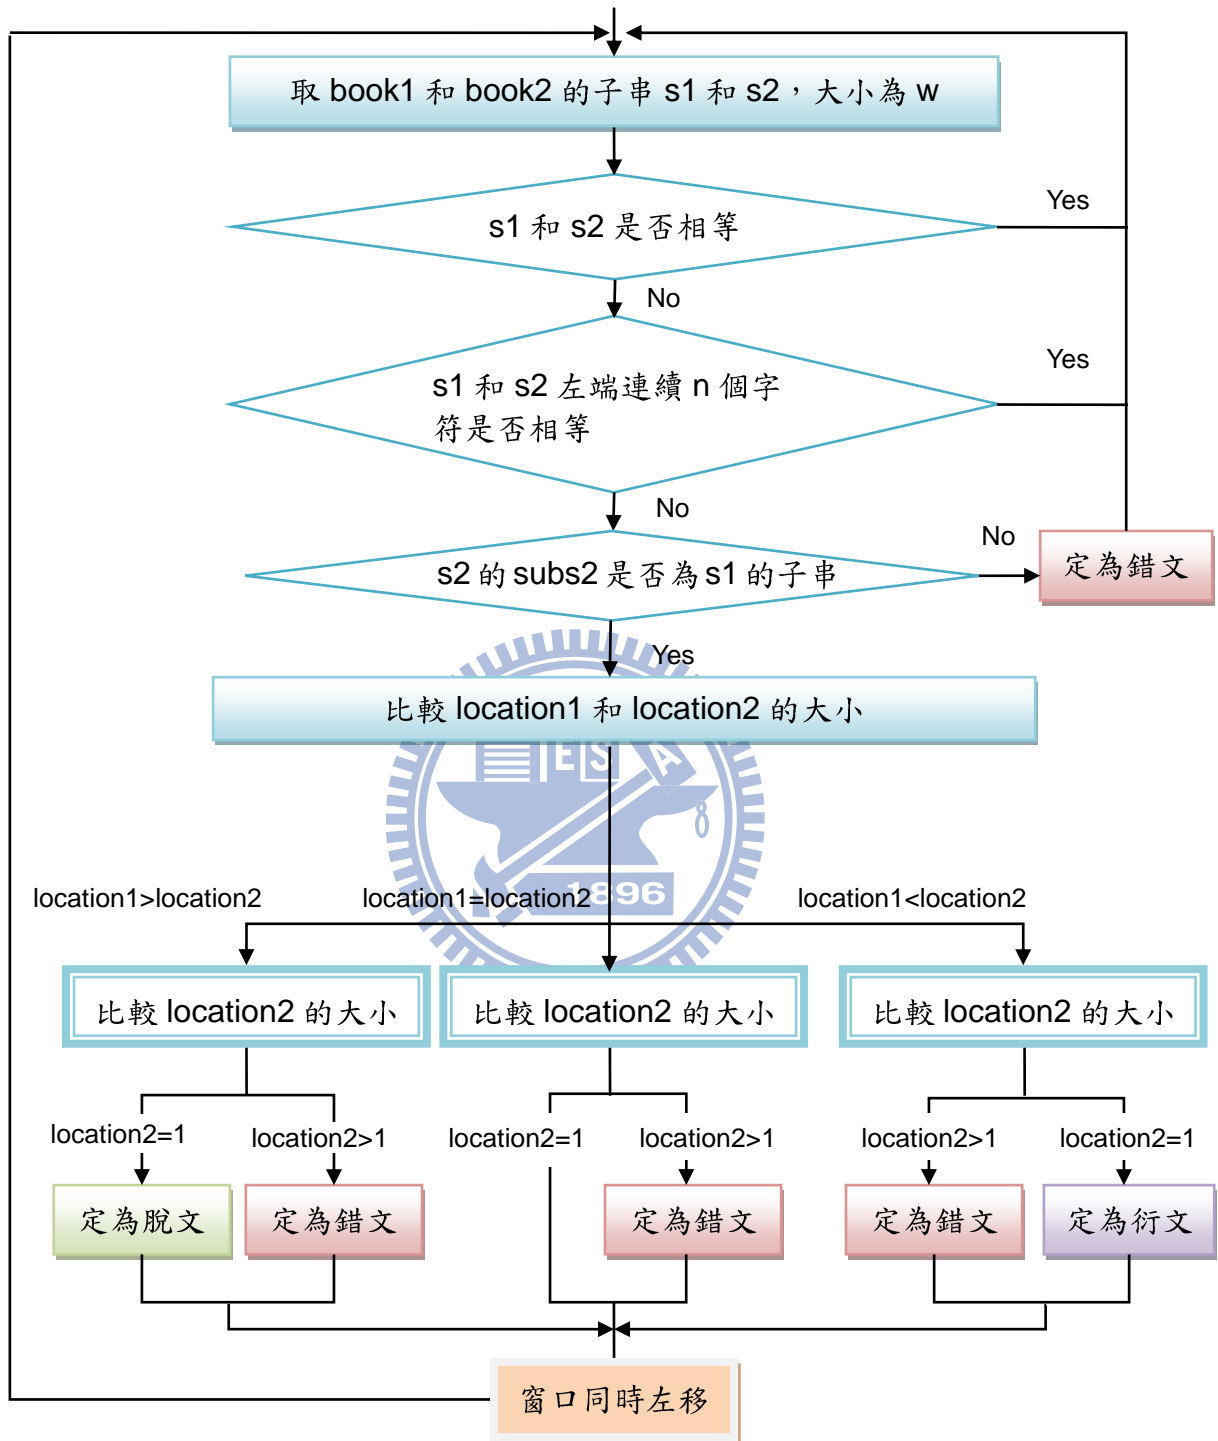 取 book1 和 book2 的子串 s1 和 s2，大小為 w
s1 和 s2 是否相等
Yes
No
s1 和 s2 左端連續 n 個字
符是否相等
Yes
No
s2 的 subs2 是否為 s1 的子串
No
定為錯文
Yes
比較 location1 和 location2 的大小
E S A
1896
location1>location2
location1=location2
location1<location2
比較 location2 的大小
比較 location2 的大小
比較 location2 的大小
location2=1
location2>1
location2=1
location2>1
location2>1
location2=1
定為脫文
定為錯文
定為錯文
定為錯文
定為衍文
窗口同時左移